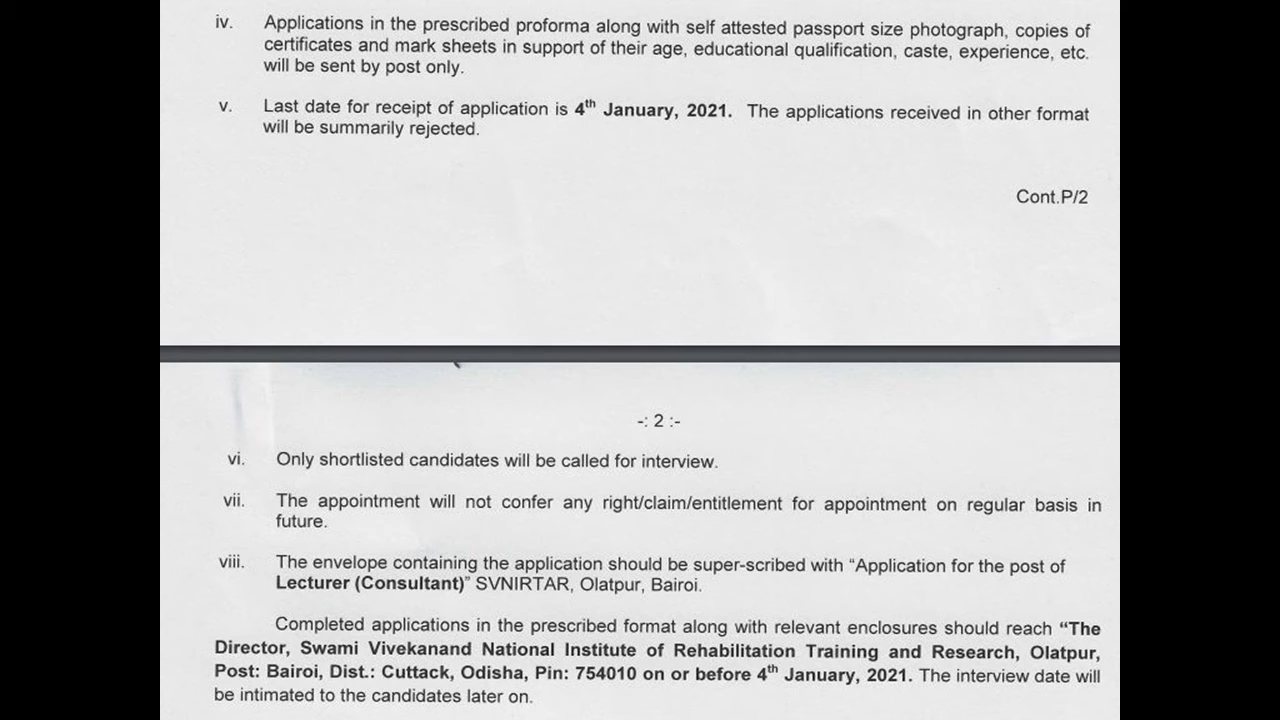 iv. Applications in the prescribed proforma along with self attested passport size photograph, copies of
certificates and mark sheets in support of their age, educational qualification, caste, experience, etc.
will be sent by post only.
v. Last date for receipt of application is 4th January, 2021. The applications received in other format
will be summarily rejected.
Cont.P/2
-: 2 :-
vi. Only shortlisted candidates will be called for interview.
vii. The appointment will not confer any right/claim/entitlement for appointment on regular basis in
future.
viii. The envelope containing the application should be super-scribed with “Application for the post of
Lecturer (Consultant)” SVNIRTAR, Olatpur, Bairoi.
Completed applications in the prescribed format along with relevant enclosures should reach “The
Director, Swami Vivekanand National Institute of Rehabilitation Training and Research, Olatpur,
Post: Bairoi, Dist.: Cuttack, Odisha, Pin: 754010 on or before 4th January, 2021. The interview date will
be intimated to the candidates later on.